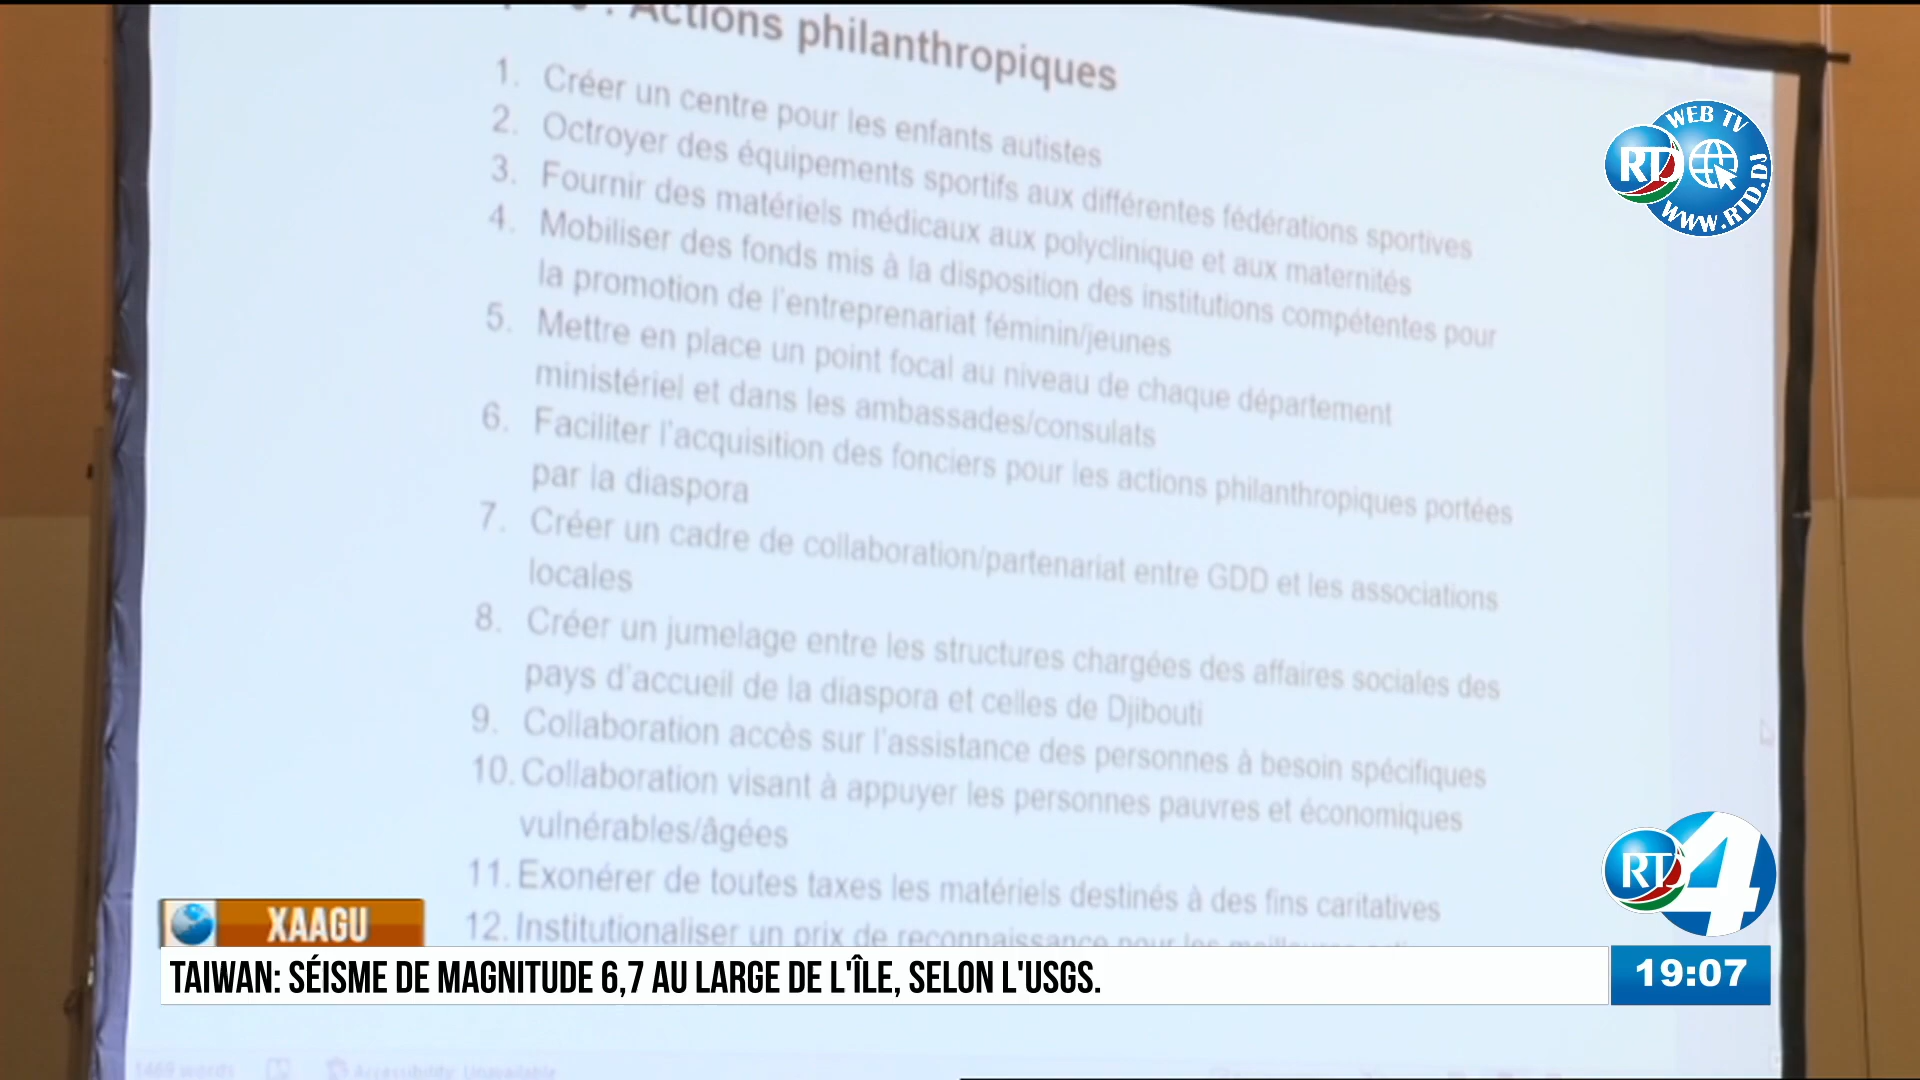 : Actions philanthropiques
1. Créer un centre pour les enfants autistes
2. Octroyer des équipements sportifs aux différentes fédérations sportives
3. Fournir des matériels médicaux aux polyclinique et aux maternités
4. Mobiliser des fonds mis à la disposition des institutions compétentes pour
la promotion de l'entreprenariat féminin/jeunes
5. Mettre en place un point focal au niveau de chaque département
ministériel et dans les ambassades/consulats
6. Faciliter l'acquisition des fonciers pour les actions philanthropiques portées
par la diaspora
7. Créer un cadre de collaboration/partenariat entre GDD et les associations
locales
8. Créer un jumelage entre les structures chargées des affaires sociales des
pays d'accueil de la diaspora et celles de Djibouti
9. Collaboration accès sur l'assistance des personnes à besoin spécifiques
10. Collaboration visant à appuyer les personnes pauvres et économiques
vulnérables/âgées
11. Exonérer de toutes taxes les matériels destinés à des fins caritatives
12. Institutionaliser un prix de reconnaissance pour les
WEB TV
RTD
WWW.RTD.DJ
RTD 4
XAAGU
TAIWAN: SÉISME DE MAGNITUDE 6,7 AU LARGE DE L'ÎLE, SELON L'USGS.
19:07
1469 words
Accessibility: Unavailable